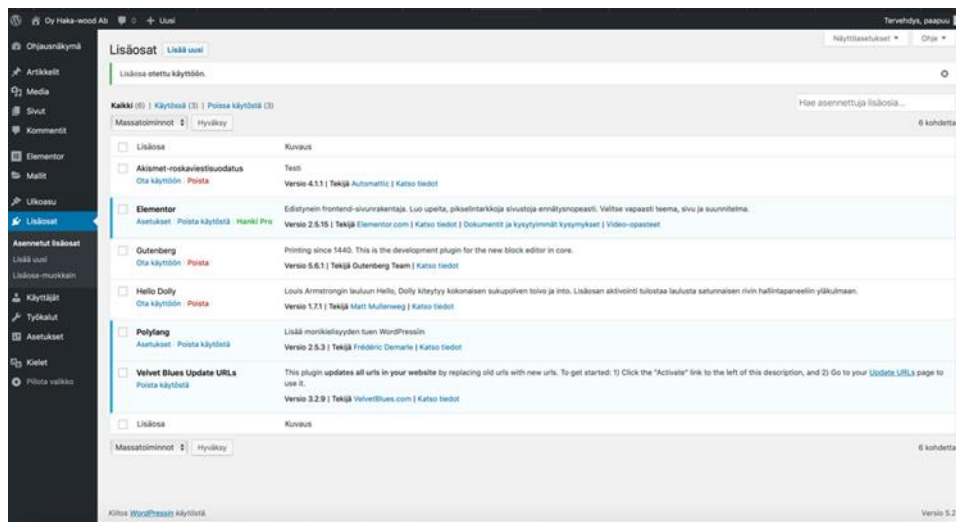 Oy Haka-wood Ab 0 + Uusi Tervehdys, paapuu
Ohjausnäkymä
Artikkelit
Media
Sivut
Kommentit
Elementor
Mallit
Ulkoasu
Lisäosat
Asennetut lisäosat
Lisää uusi
Lisäosa-muokkain
Käyttäjät
Työkalut
Asetukset
Kielet
Piilota valikko
Näyttöasetukset Ohje
Lisäosat Lisää uusi
Lisäosa otettu käyttöön.
Kaikki (6) | Käytössä (3) | Poissa käytöstä (3)
Hae asennettuja lisäosia...
Massatoiminnot Hyväksy 6 kohdetta
Lisäosa Kuvaus
Akismet-roskaviestisuodatus Testi
Ota käyttöön | Poista Versio 4.1.1 | Tekijä Automattic | Katso tiedot
Elementor Edistynein frontend-sivunrakentaja. Luo upeita, pikselintarkkoja sivustoja ennätysnopeasti. Valitse vapaasti teema, sivu ja suunnitelma.
Asetukset | Poista käytöstä | Hanki Pro Versio 2.5.15 | Tekijä Elementor.com | Katso tiedot | Dokumentit ja kysytyimmät kysymykset | Video-opasteet
Gutenberg Printing since 1440. This is the development plugin for the new block editor in core.
Ota käyttöön | Poista Versio 5.6.1 | Tekijä Gutenberg Team | Katso tiedot
Hello Dolly Louis Armstrongin lauluun Hello, Dolly kiteytyy kokonaisen sukupolven toivo ja into. Lisäosan aktivointi tulostaa laulusta satunnaisen rivin hallintapaneeliin yläkulmaan.
Ota käyttöön | Poista Versio 1.7.1 | Tekijä Matt Mullenweg | Katso tiedot
Polylang Lisää monikielisyyden tuen WordPressiin
Asetukset | Poista käytöstä Versio 2.5.3 | Tekijä Frédéric Demarle | Katso tiedot
Velvet Blues Update URLs This plugin updates all urls in your website by replacing old urls with new urls. To get started: 1) Click the "Activate" link to the left of this description, and 2) Go to your Update URLs page to
Poista käytöstä use it.
Versio 3.2.9 | Tekijä VelvetBlues.com | Katso tiedot
Lisäosa Kuvaus
Massatoiminnot Hyväksy 6 kohdetta
Kiitos WordPressin käytöstä. Versio 5.2